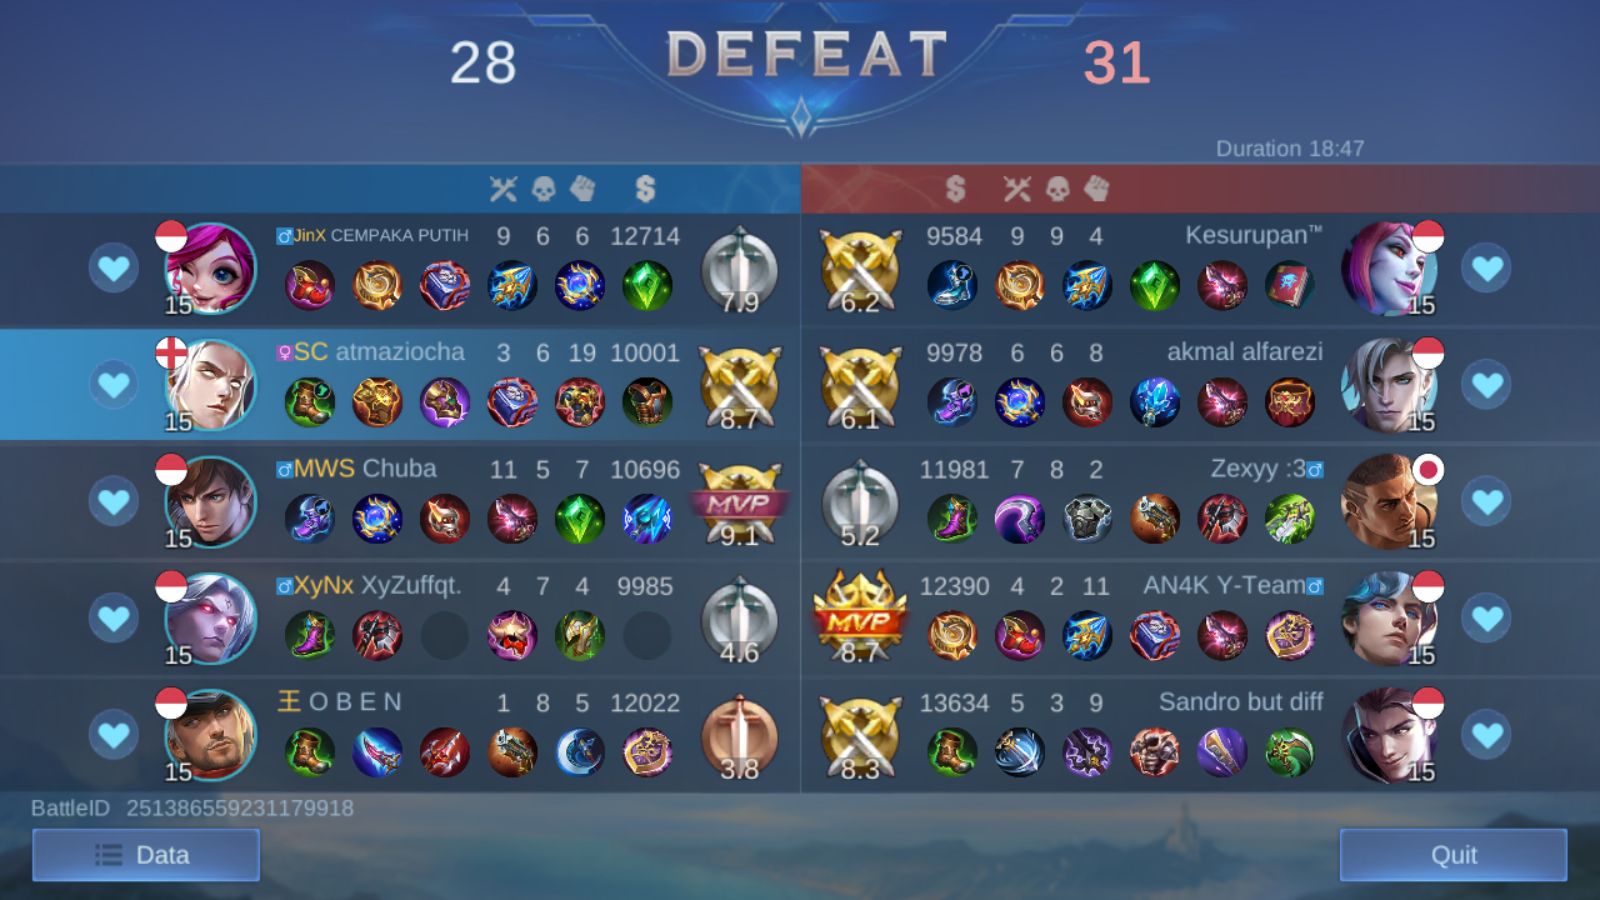 28 DEFEAT 31
Duration 18:47
JinX CEMPAKA PUTIH 9 6 6 12714
15 7.9
9584 9 9 4 Kesurupan™
6.2 15
SC atmaziocha 3 6 19 10001
15 8.7
9978 6 6 8 akmal alfarezi
6.1 15
MWS Chuba 11 5 7 10696
MVP
15 9.1
11981 7 8 2 Zexyy :3
5.2 15
XyNx XyZuffqt. 4 7 4 9985
15 4.6
12390 4 2 11 AN4K Y-Team
MVP
8.7 15
王 O B E N 1 8 5 12022
15 3.8
13634 5 3 9 Sandro but diff
8.3 15
BattleID 251386559231179918
Data
Quit